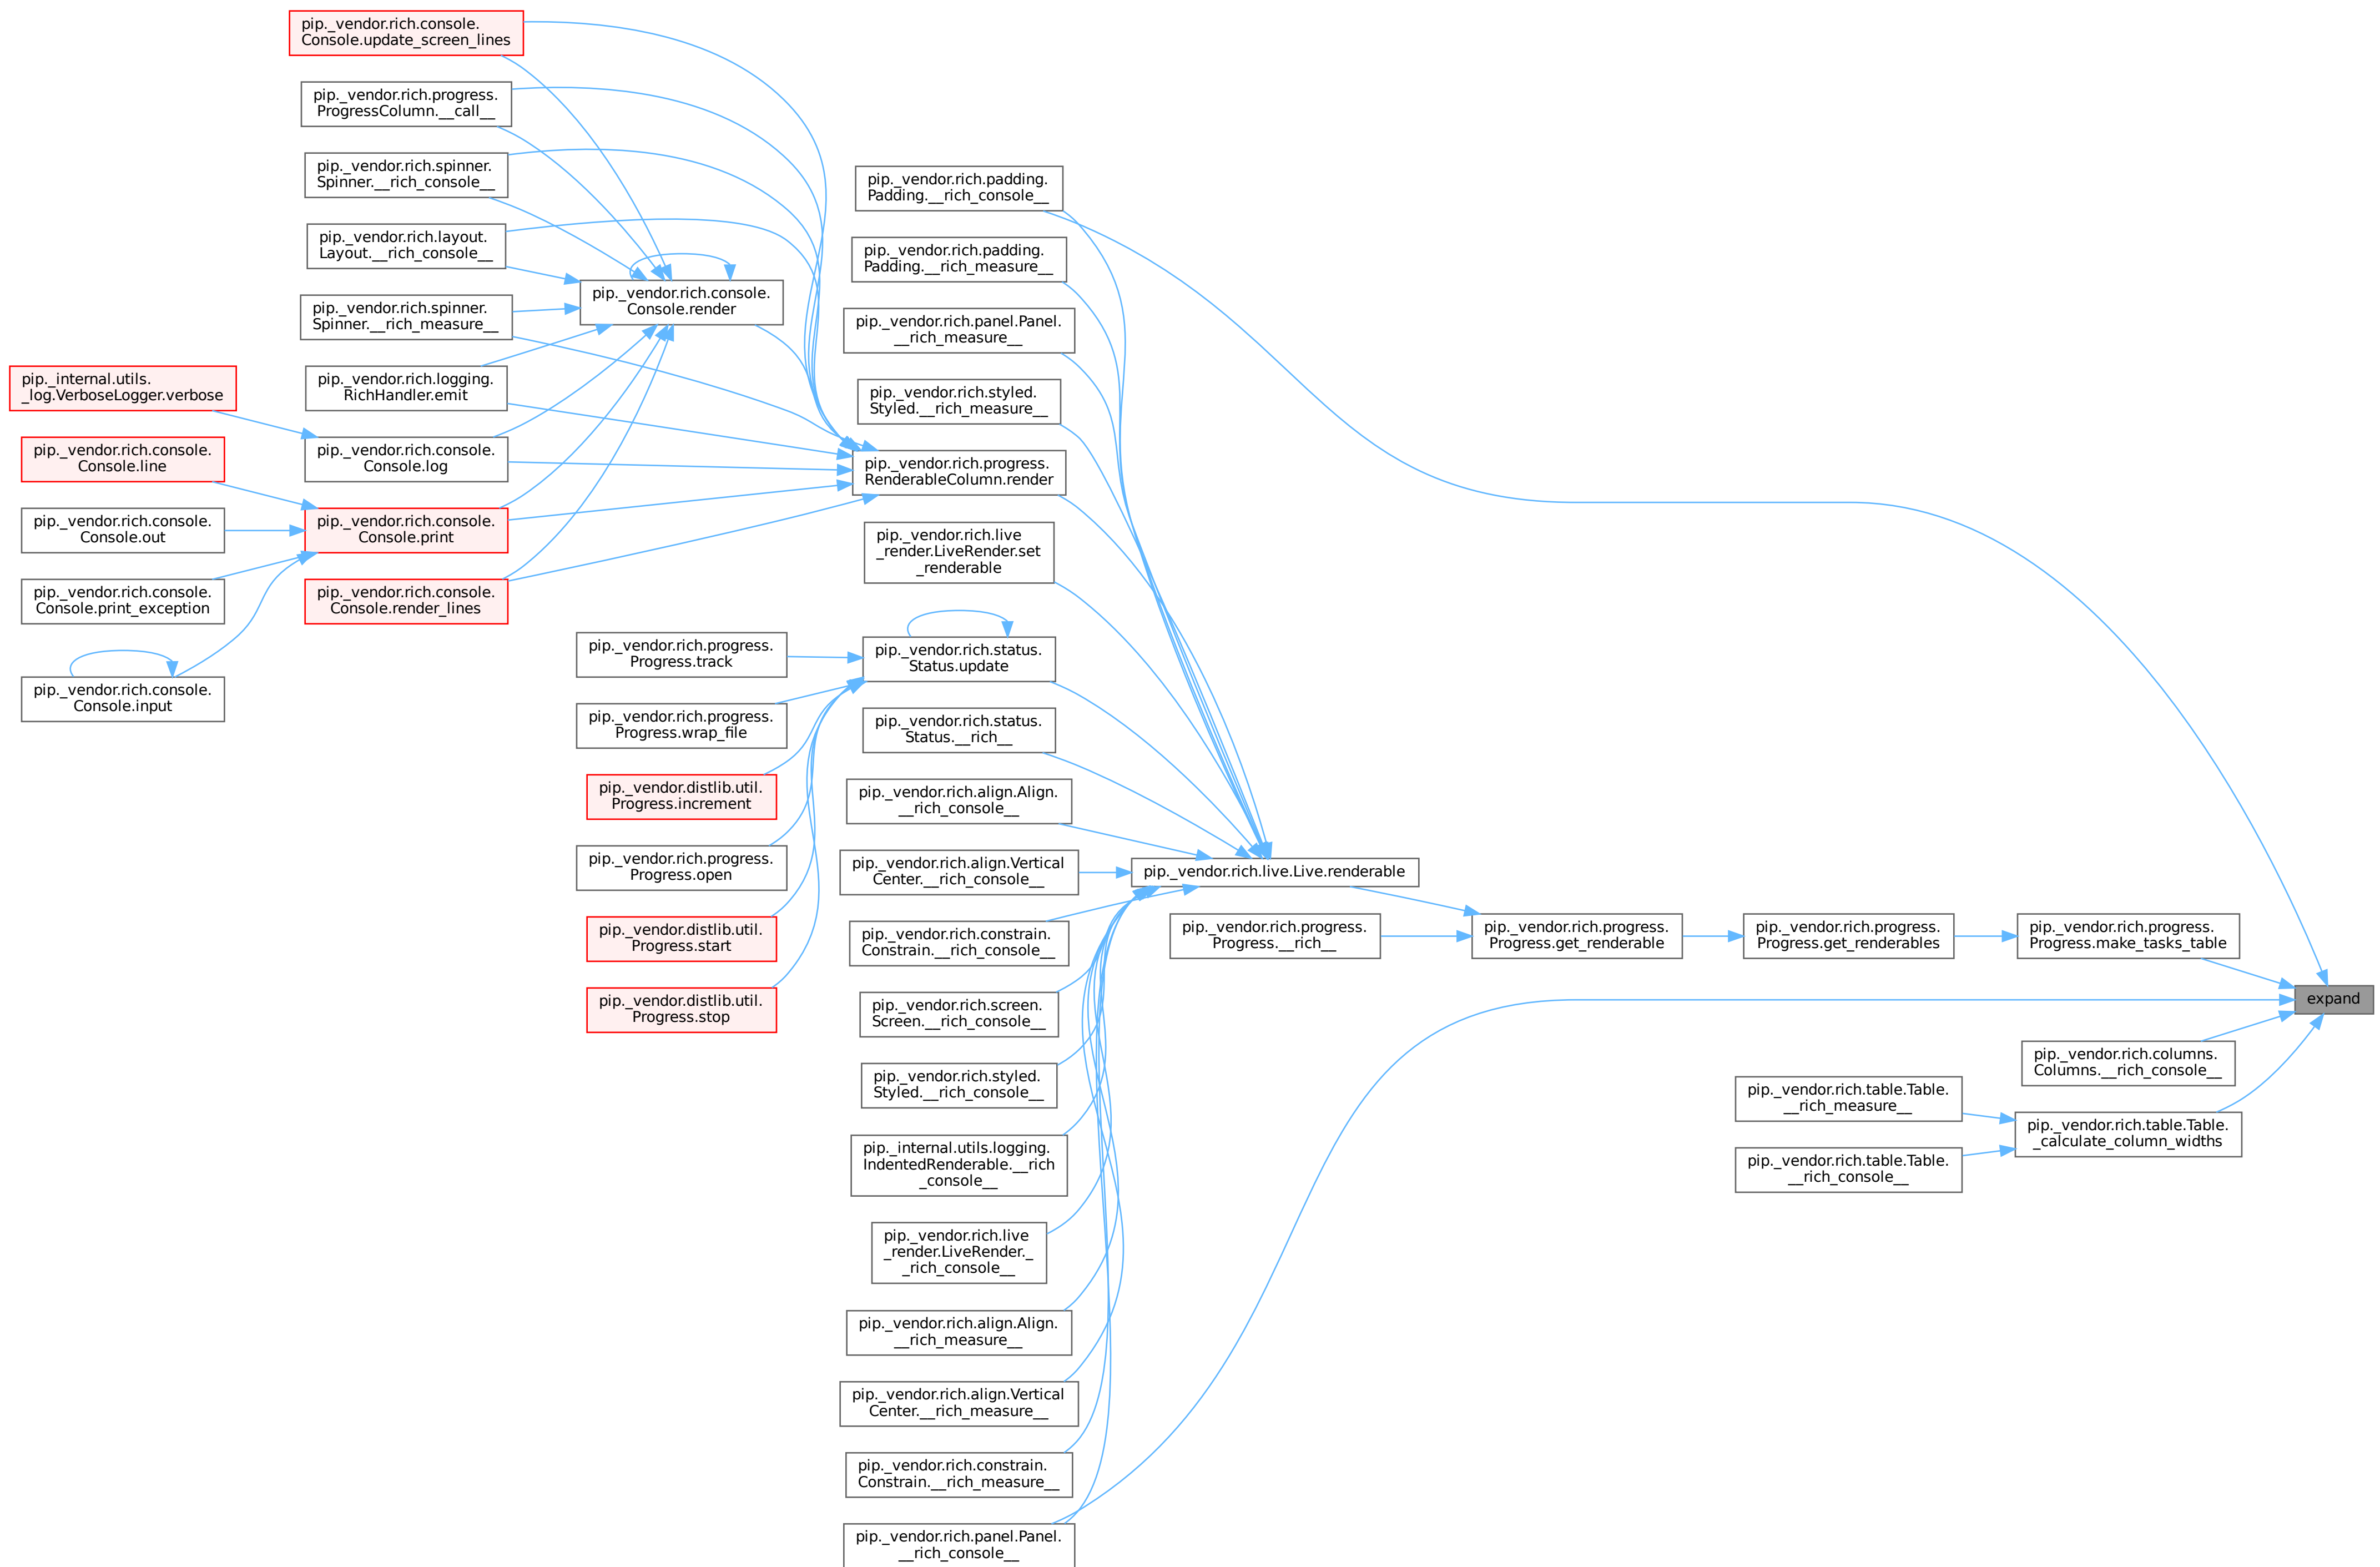 pip._vendor.rich.console.
Console.update_screen_lines
pip._vendor.rich.progress.
ProgressColumn.__call__
pip._vendor.rich.spinner.
Spinner.__rich_console__
pip._vendor.rich.layout.
Layout.__rich_console__
pip._vendor.rich.spinner.
Spinner.__rich_measure__
pip._vendor.rich.logging.
RichHandler.emit
pip._vendor.rich.console.
Console.log
pip._vendor.rich.console.
Console.print
pip._vendor.rich.console.
Console.render_lines
pip._internal.utils.
_log.VerboseLogger.verbose
pip._vendor.rich.console.
Console.line
pip._vendor.rich.console.
Console.out
pip._vendor.rich.console.
Console.print_exception
pip._vendor.rich.console.
Console.input
pip._vendor.rich.console.
Console.render
pip._vendor.rich.progress.
Progress.track
pip._vendor.rich.progress.
Progress.wrap_file
pip._vendor.distlib.util.
Progress.increment
pip._vendor.rich.progress.
Progress.open
pip._vendor.distlib.util.
Progress.start
pip._vendor.distlib.util.
Progress.stop
pip._vendor.rich.padding.
Padding.__rich_console__
pip._vendor.rich.padding.
Padding.__rich_measure__
pip._vendor.rich.panel.Panel.
__rich_measure__
pip._vendor.rich.styled.
Styled.__rich_measure__
pip._vendor.rich.progress.
RenderableColumn.render
pip._vendor.rich.live
_render.LiveRender.set
_renderable
pip._vendor.rich.status.
Status.update
pip._vendor.rich.status.
Status.__rich__
pip._vendor.rich.align.Align.
__rich_console__
pip._vendor.rich.align.Vertical
Center.__rich_console__
pip._vendor.rich.constrain.
Constrain.__rich_console__
pip._vendor.rich.screen.
Screen.__rich_console__
pip._vendor.rich.styled.
Styled.__rich_console__
pip._internal.utils.logging.
IndentedRenderable.__rich
_console__
pip._vendor.rich.live
_render.LiveRender._
_rich_console__
pip._vendor.rich.align.Align.
__rich_measure__
pip._vendor.rich.align.Vertical
Center.__rich_measure__
pip._vendor.rich.constrain.
Constrain.__rich_measure__
pip._vendor.rich.panel.Panel.
__rich_console__
pip._vendor.rich.live.Live.renderable
pip._vendor.rich.progress.
Progress.__rich__
pip._vendor.rich.progress.
Progress.get_renderable
pip._vendor.rich.progress.
Progress.get_renderables
pip._vendor.rich.progress.
Progress.make_tasks_table
expand
pip._vendor.rich.columns.
Columns.__rich_console__
pip._vendor.rich.table.Table.
__rich_measure__
pip._vendor.rich.table.Table.
_calculate_column_widths
pip._vendor.rich.table.Table.
__rich_console__